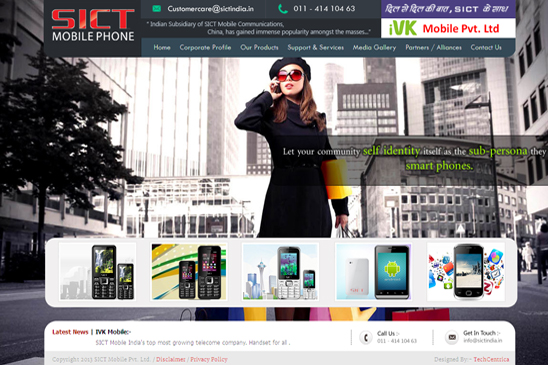 SICT
MOBILE PHONE
Customercare@sictindia.in
011 - 414 104 63
" Indian Subsidiary of SICT Mobile Communications,
China, has gained immense popularity amongst the masses..."
दिल से दिल की बात, SICT के साथ
iVK Mobile Pvt. Ltd
Home Corporate Profile Our Products Support & Services Media Gallery Partners / Alliances Contact Us
Let your community self identity itself as the sub-persona they
smart phones.
Latest News | IVK Mobile:-
SICT Mobile India's top most growing telecome company. Handset for all .
Call Us :-
011 - 414 104 63
Get In Touch :-
info@sictindia.in
Copyright 2013 SICT Mobile Pvt. Ltd. / Disclaimer / Privacy Policy
Designed By:- TechCentrica